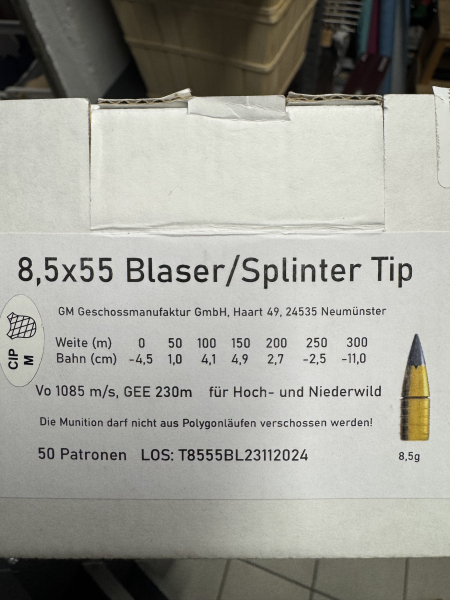 8,5x55 Blaser/Splinter Tip
GM Geschossmanufaktur GmbH, Haart 49, 24535 Neumünster
Weite (m) 0 50 100 150 200 250 300
Bahn (cm) -4,5 1,0 4,1 4,9 2,7 -2,5 -11,0
CIP
M
Vo 1085 m/s, GEE 230m für Hoch- und Niederwild
Die Munition darf nicht aus Polygonläufen verschossen werden!
50 Patronen LOS: T8555BL23112024
8,5g